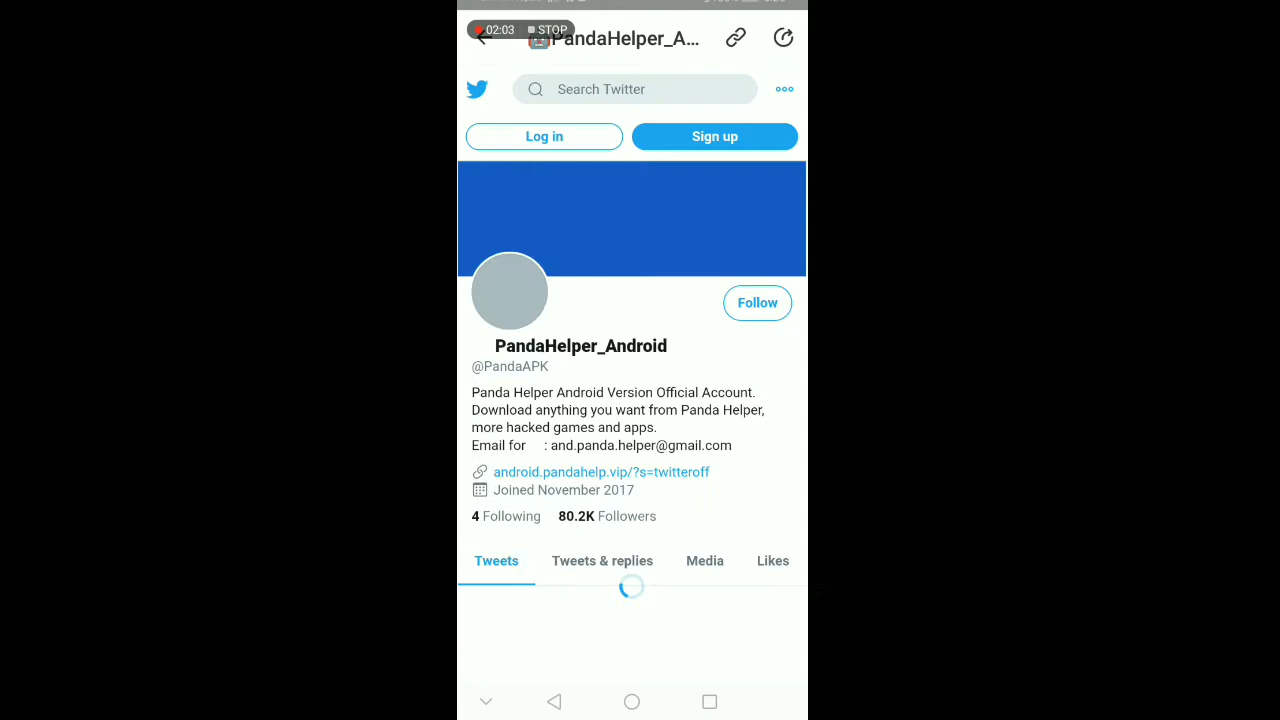 02:03 STOP
PandaHelper_A...
Search Twitter
Log in Sign up
Follow
PandaHelper_Android
@PandaAPK
Panda Helper Android Version Official Account.
Download anything you want from Panda Helper,
more hacked games and apps.
Email for : and.panda.helper@gmail.com
android.pandahelp.vip/?s=twitteroff
Joined November 2017
4 Following 80.2K Followers
Tweets Tweets & replies Media Likes